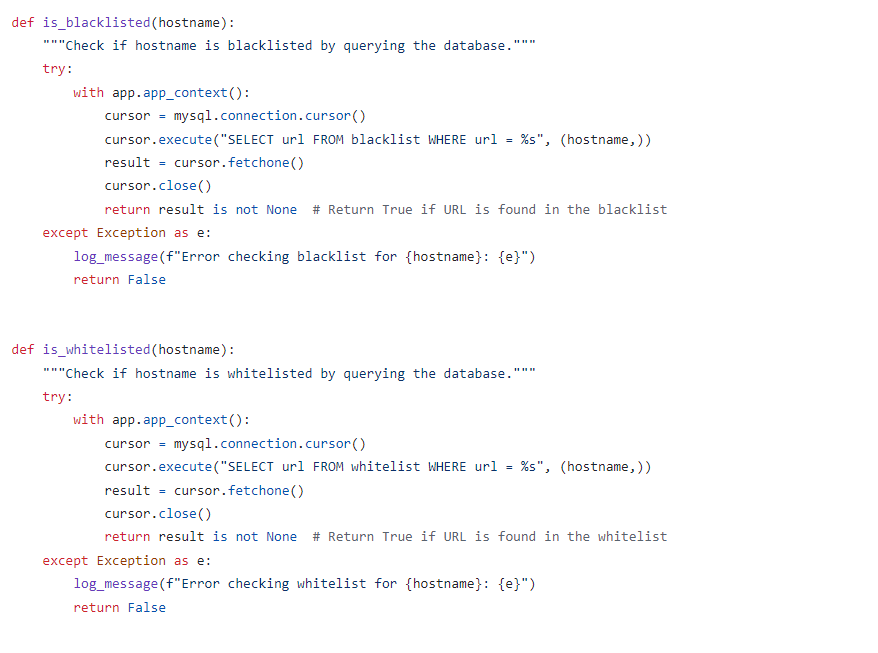 def is_blacklisted(hostname):
    """Check if hostname is blacklisted by querying the database."""
    try:
        with app.app_context():
            cursor = mysql.connection.cursor()
            cursor.execute("SELECT url FROM blacklist WHERE url = %s", (hostname,))
            result = cursor.fetchone()
            cursor.close()
            return result is not None  # Return True if URL is found in the blacklist
    except Exception as e:
        log_message(f"Error checking blacklist for {hostname}: {e}")
        return False
def is_whitelisted(hostname):
    """Check if hostname is whitelisted by querying the database."""
    try:
        with app.app_context():
            cursor = mysql.connection.cursor()
            cursor.execute("SELECT url FROM whitelist WHERE url = %s", (hostname,))
            result = cursor.fetchone()
            cursor.close()
            return result is not None  # Return True if URL is found in the whitelist
    except Exception as e:
        log_message(f"Error checking whitelist for {hostname}: {e}")
        return False